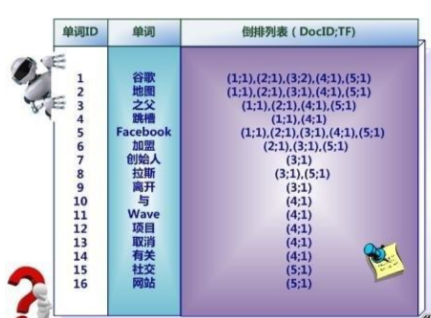 单词ID 单词 倒排列表（DocID;TF)
1 谷歌 (1;1),(2;1),(3;2),(4;1),(5;1)
2 地图 (1;1),(2;1),(3;1),(4;1),(5;1)
3 之父 (1;1),(2;1),(4;1),(5;1)
4 跳槽 (1;1),(4;1)
5 Facebook (1;1),(2;1),(3;1),(4;1),(5;1)
6 加盟 (2;1),(3;1),(5;1)
7 创始人 (3;1)
8 拉斯 (3;1),(5;1)
9 离开 (3;1)
10 与 (4;1)
11 Wave (4;1)
12 项目 (4;1)
13 取消 (4;1)
14 有关 (4;1)
15 社交 (5;1)
16 网站 (5;1)